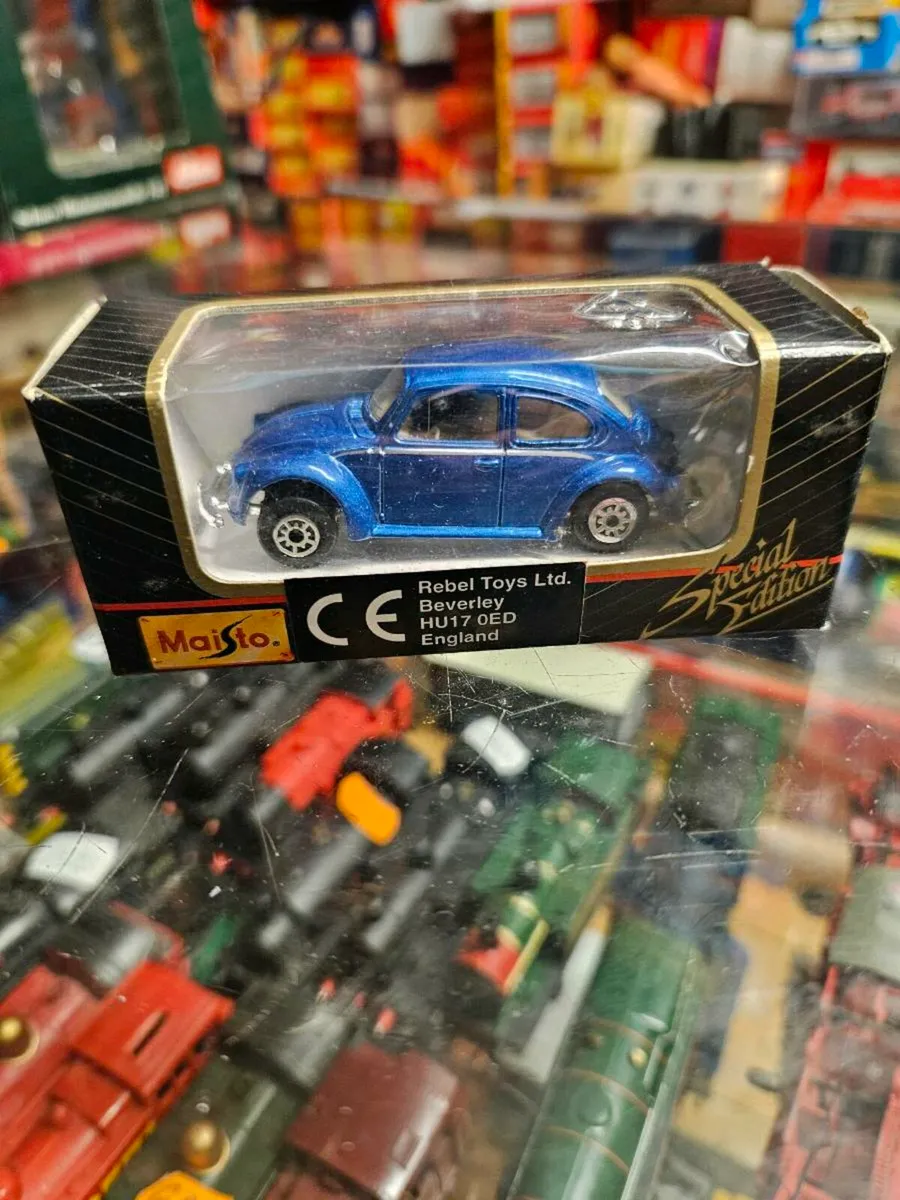 Special
Edition
Maisto.
CE
Rebel Toys Ltd.
Beverley
HU17 0ED
England